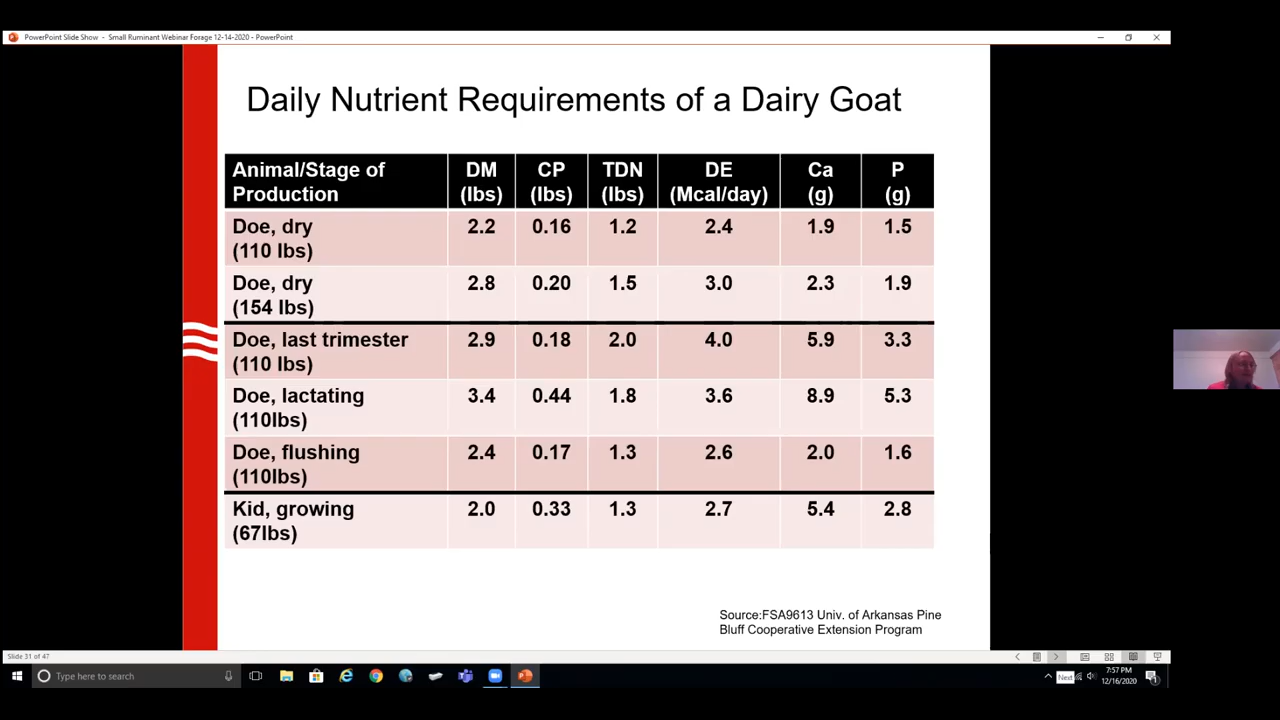 PowerPoint Slide Show - Small Ruminant Webinar Forage 12-14-2020 - PowerPoint
Daily Nutrient Requirements of a Dairy Goat
Animal/Stage of Production DM (lbs) CP (lbs) TDN (lbs) DE (Mcal/day) Ca (g) P (g)
Doe, dry (110 lbs) 2.2 0.16 1.2 2.4 1.9 1.5
Doe, dry (154 lbs) 2.8 0.20 1.5 3.0 2.3 1.9
Doe, last trimester (110 lbs) 2.9 0.18 2.0 4.0 5.9 3.3
Doe, lactating (110lbs) 3.4 0.44 1.8 3.6 8.9 5.3
Doe, flushing (110lbs) 2.4 0.17 1.3 2.6 2.0 1.6
Kid, growing (67lbs) 2.0 0.33 1.3 2.7 5.4 2.8
Source:FSA9613 Univ. of Arkansas Pine
Bluff Cooperative Extension Program
Slide 31 of 47
Type here to search
Next
7:57 PM
12/16/2020